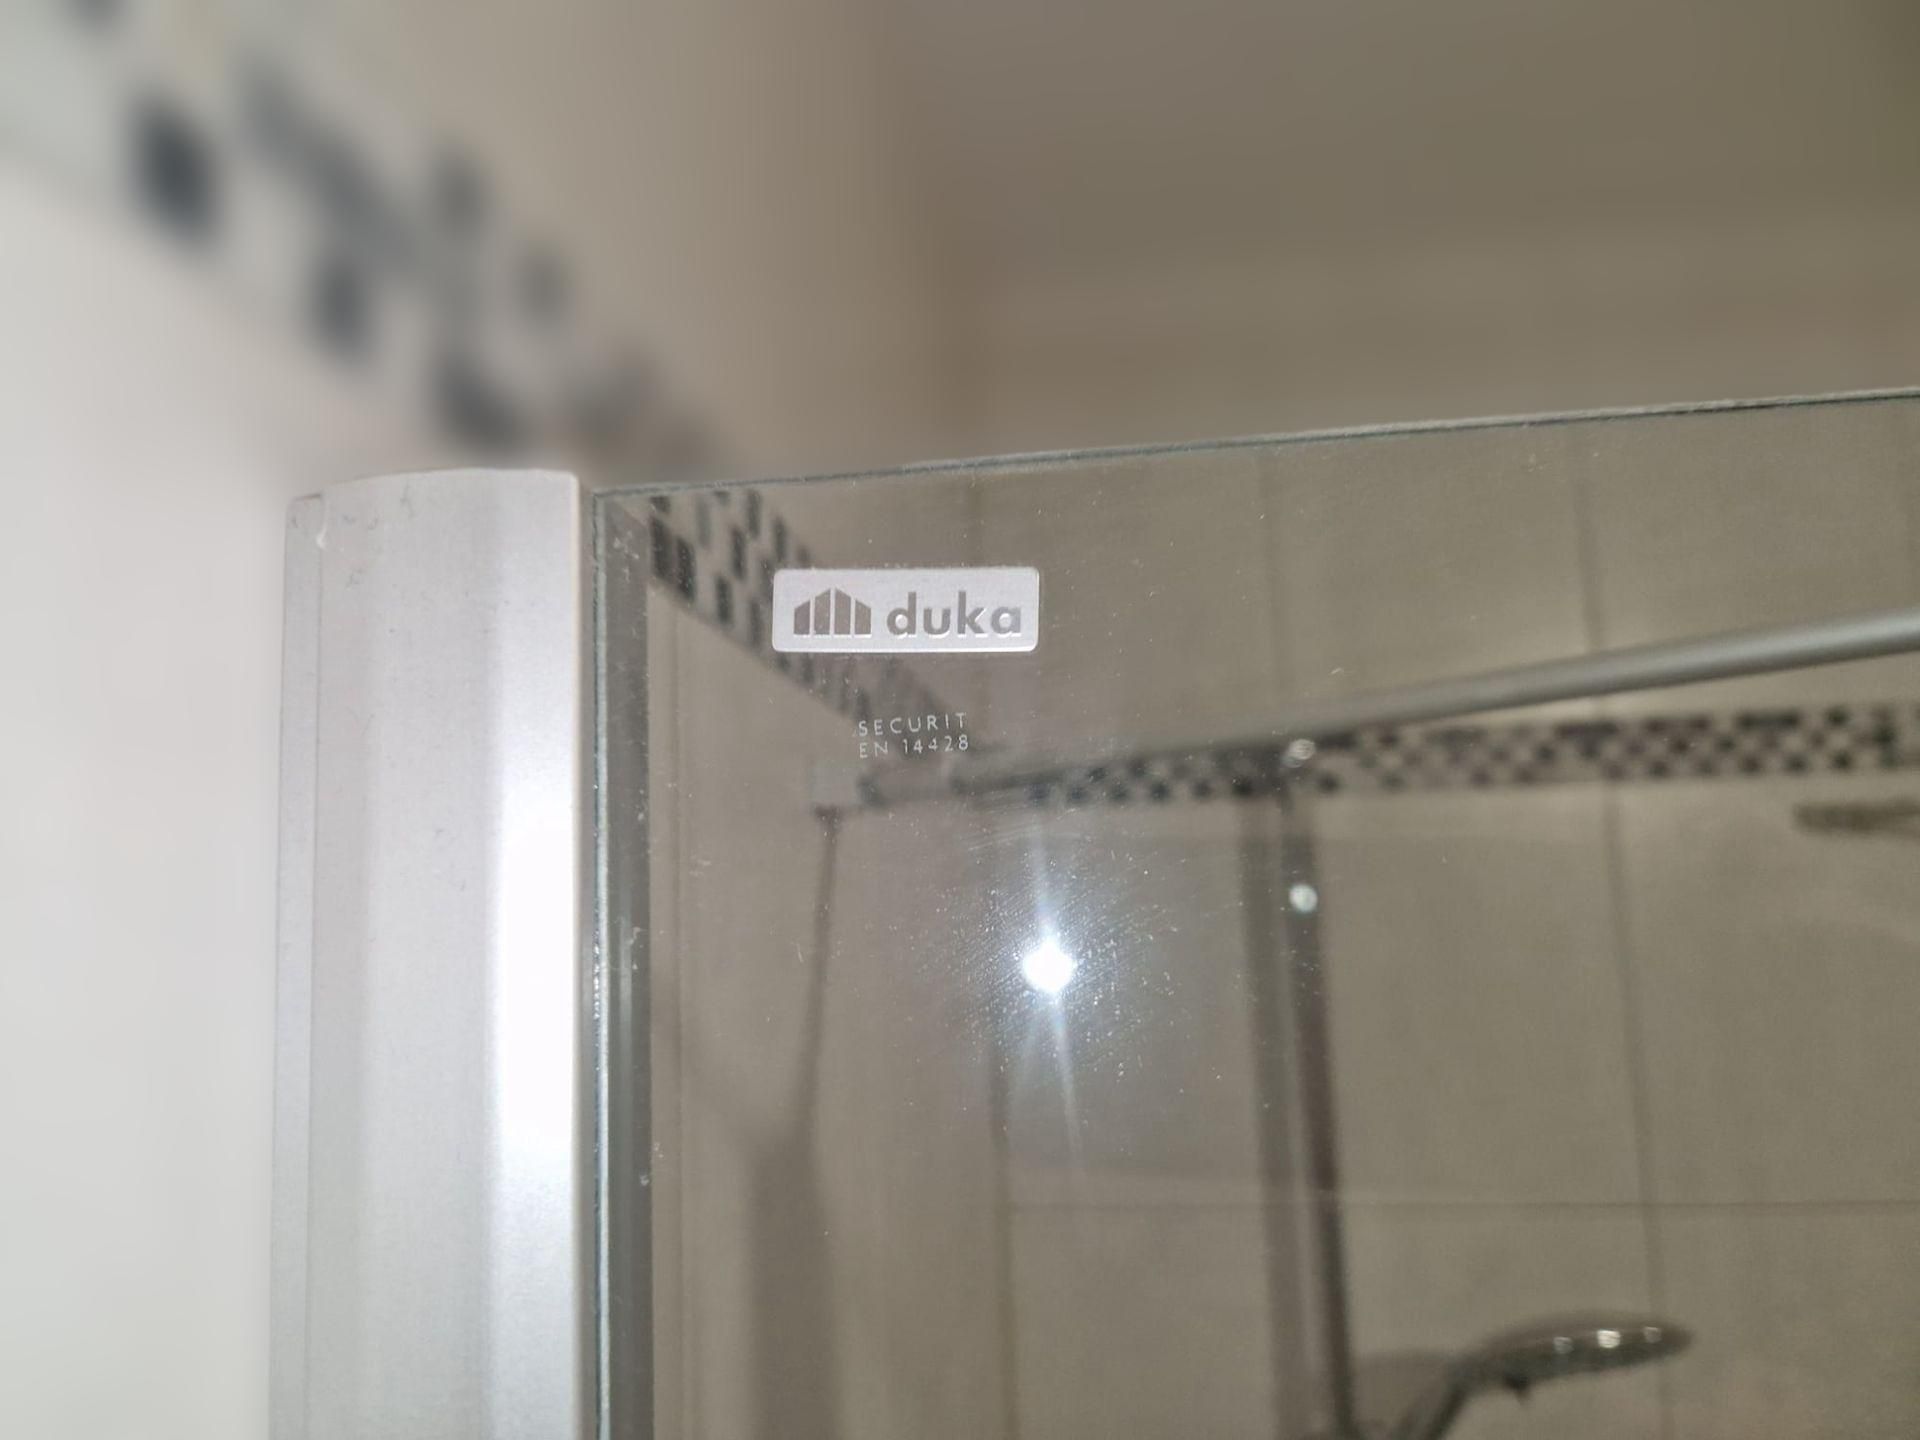 duka
SECURIT
EN 14428